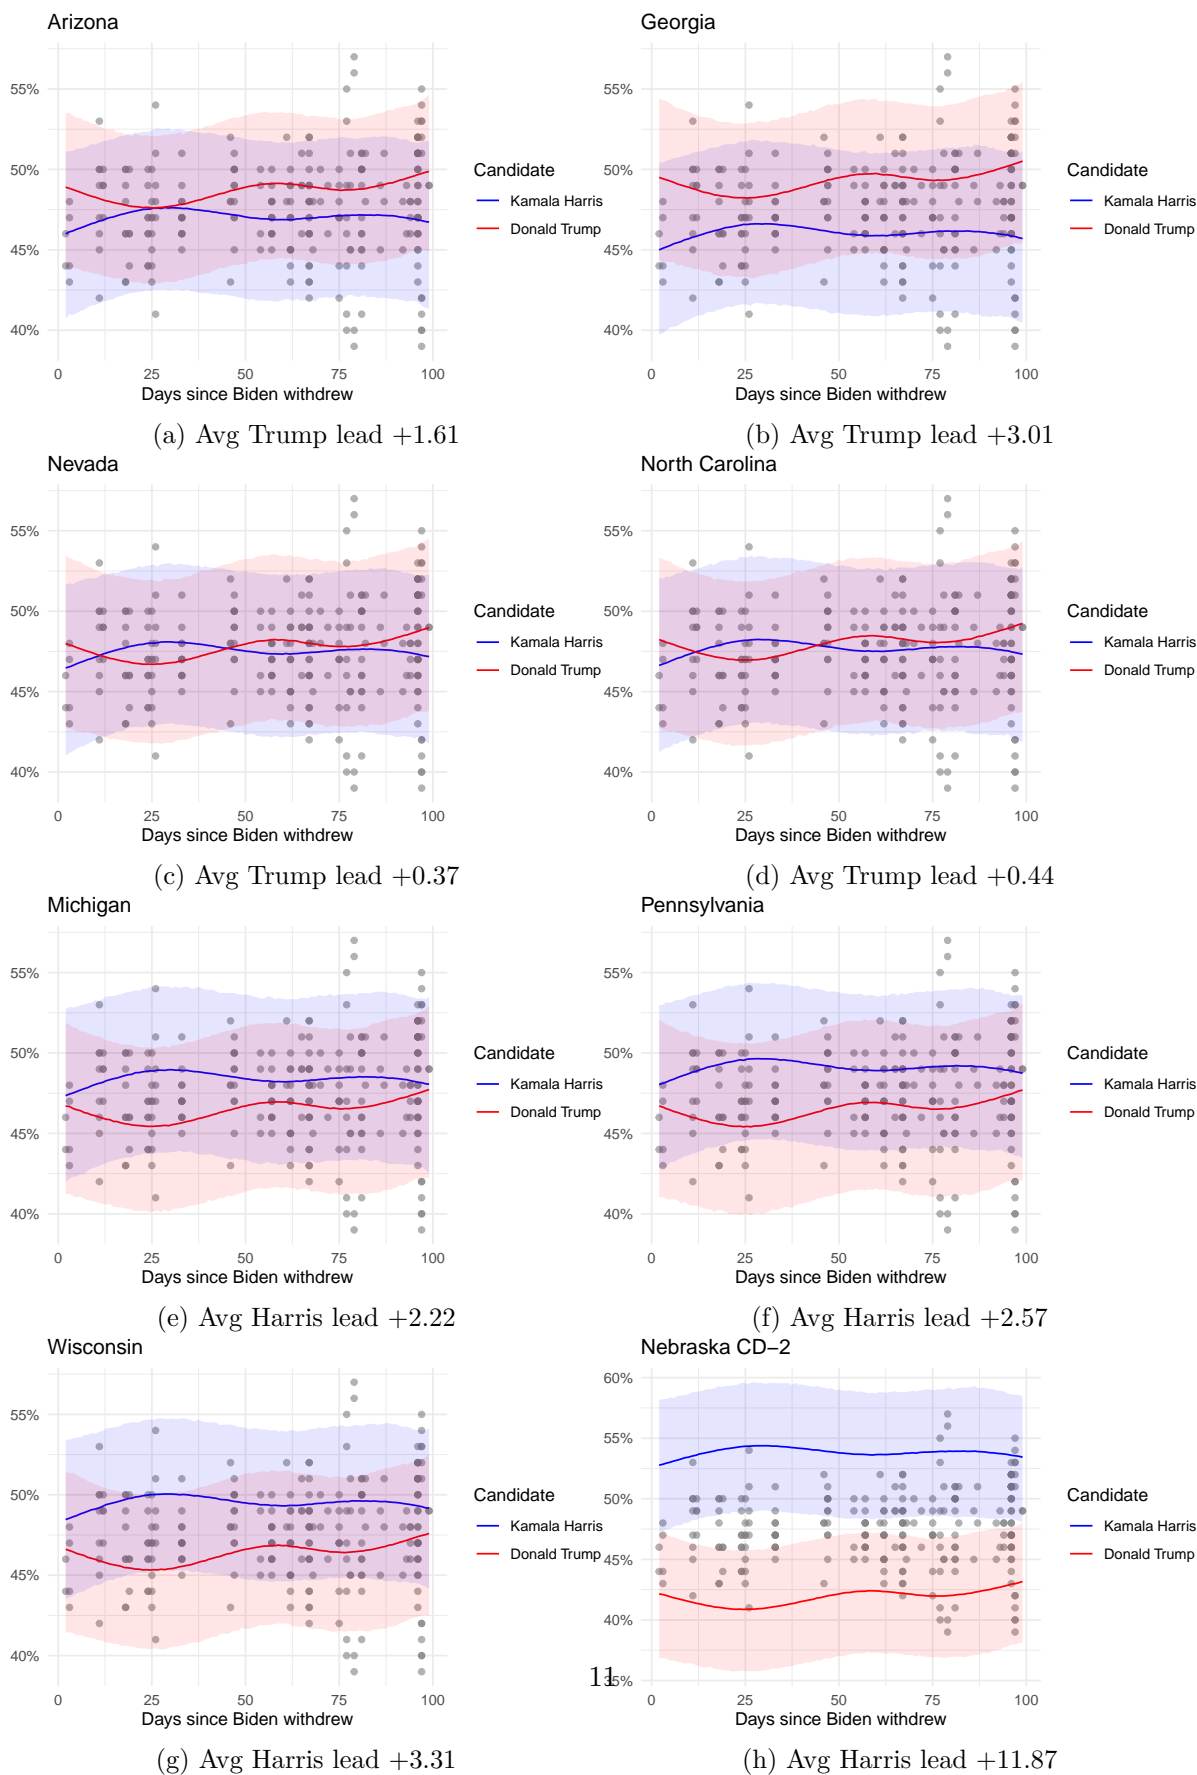 Arizona
55%
50%
45%
40%
0 25 50 75 100
Days since Biden withdrew
Candidate
Kamala Harris
Donald Trump
(a) Avg Trump lead +1.61
Georgia
55%
50%
45%
40%
0 25 50 75 100
Days since Biden withdrew
Candidate
Kamala Harris
Donald Trump
(b) Avg Trump lead +3.01
Nevada
55%
50%
45%
40%
0 25 50 75 100
Days since Biden withdrew
Candidate
Kamala Harris
Donald Trump
(c) Avg Trump lead +0.37
North Carolina
55%
50%
45%
40%
0 25 50 75 100
Days since Biden withdrew
Candidate
Kamala Harris
Donald Trump
(d) Avg Trump lead +0.44
Michigan
55%
50%
45%
40%
0 25 50 75 100
Days since Biden withdrew
Candidate
Kamala Harris
Donald Trump
(e) Avg Harris lead +2.22
Pennsylvania
55%
50%
45%
40%
0 25 50 75 100
Days since Biden withdrew
Candidate
Kamala Harris
Donald Trump
(f) Avg Harris lead +2.57
Wisconsin
55%
50%
45%
40%
0 25 50 75 100
Days since Biden withdrew
Candidate
Kamala Harris
Donald Trump
(g) Avg Harris lead +3.31
Nebraska CD−2
60%
55%
50%
45%
40%
35%
0 25 50 75 100
Days since Biden withdrew
Candidate
Kamala Harris
Donald Trump
(h) Avg Harris lead +11.87
11